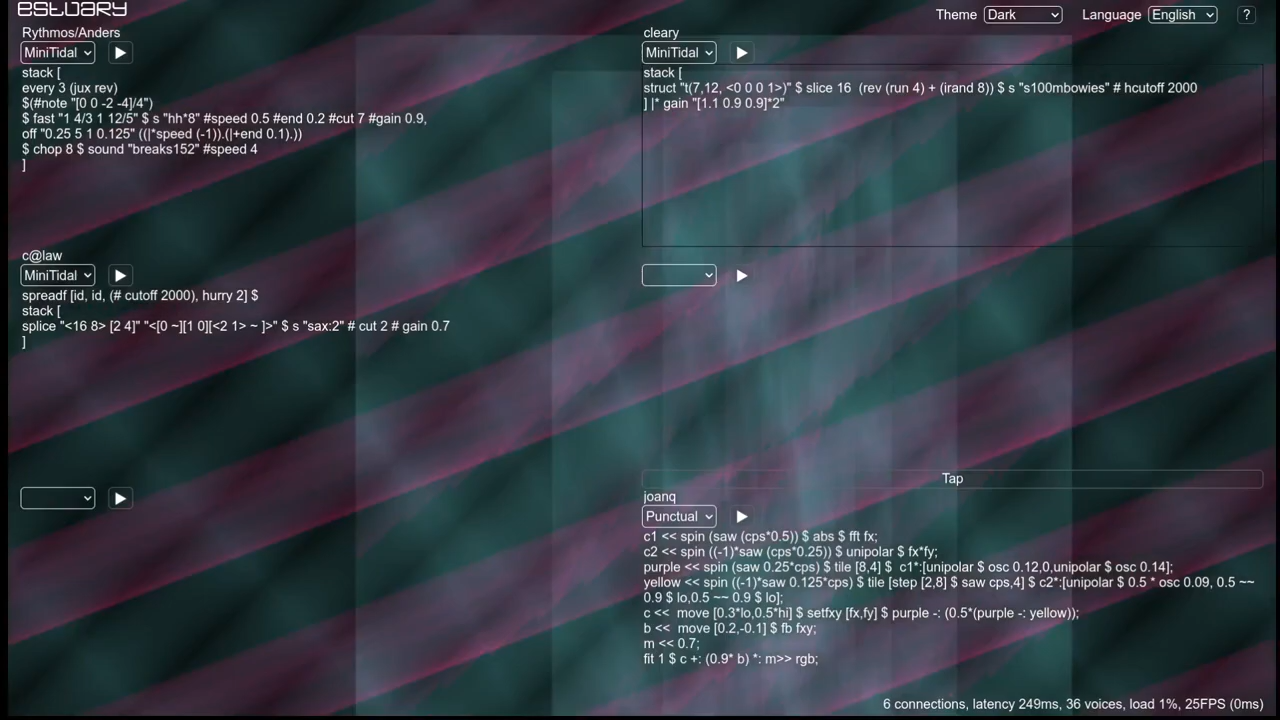 estuary
Theme Dark Language English ?
Rythmos/Anders
MiniTidal
stack [
every 3 (jux rev)
$(#note "[0 0 -2 -4]/4")
$ fast "1 4/3 1 12/5" $ s "hh*8" #speed 0.5 #end 0.2 #cut 7 #gain 0.9,
off "0.25 5 1 0.125" ((|*speed (-1)).(|+end 0.1).))
$ chop 8 $ sound "breaks152" #speed 4
]
cleary
MiniTidal
stack [
struct "t(7,12, <0 0 0 1>)" $ slice 16  (rev (run 4) + (irand 8)) $ s "s100mbowies" # hcutoff 2000
] |* gain "[1.1 0.9 0.9]*2"
c@law
MiniTidal
spreadf [id, id, (# cutoff 2000), hurry 2] $
stack [
splice "<16 8> [2 4]" "<[0 ~][1 0][<2 1> ~ ]>" $ s "sax:2" # cut 2 # gain 0.7
]
Tap
joanq
Punctual
c1 << spin (saw (cps*0.5)) $ abs $ fft fx;
c2 << spin ((-1)*saw (cps*0.25)) $ unipolar $ fx*fy;
purple << spin (saw 0.25*cps) $ tile [8,4] $  c1*:[unipolar $ osc 0.12,0,unipolar $ osc 0.14];
yellow << spin ((-1)*saw 0.125*cps) $ tile [step [2,8] $ saw cps,4] $ c2*:[unipolar $ 0.5 * osc 0.09, 0.5 ~~
0.9 $ lo,0.5 ~~ 0.9 $ lo];
c <<  move [0.3*lo,0.5*hi] $ setfxy [fx,fy] $ purple -: (0.5*(purple -: yellow));
b <<  move [0.2,-0.1] $ fb fxy;
m << 0.7;
fit 1 $ c +: (0.9* b) *: m>> rgb;
6 connections, latency 249ms, 36 voices, load 1%, 25FPS (0ms)